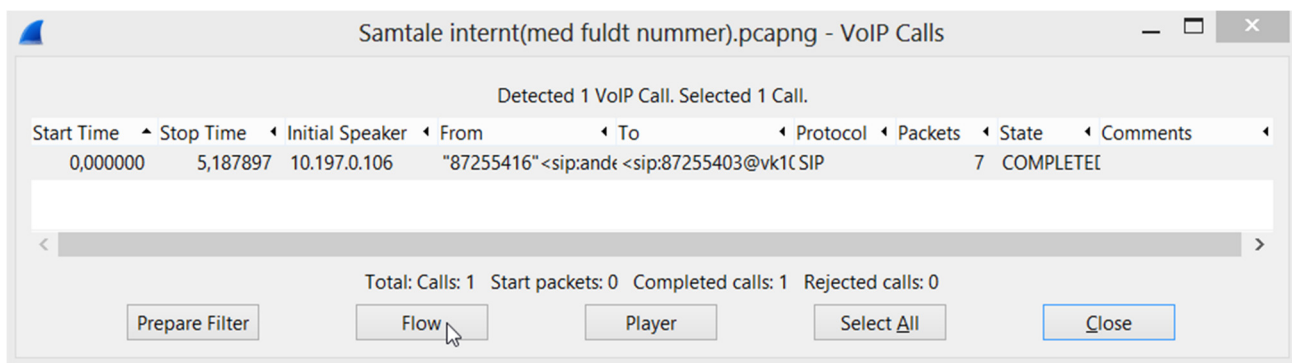 Samtale internt(med fuldt nummer).pcapng - VoIP Calls
Detected 1 VoIP Call. Selected 1 Call.
Start Time Stop Time Initial Speaker From To Protocol Packets State Comments
0,000000 5,187897 10.197.0.106 "87255416"<sip:ande <sip:87255403@vk10 SIP 7 COMPLETED
Total: Calls: 1 Start packets: 0 Completed calls: 1 Rejected calls: 0
Prepare Filter Flow Player Select All Close